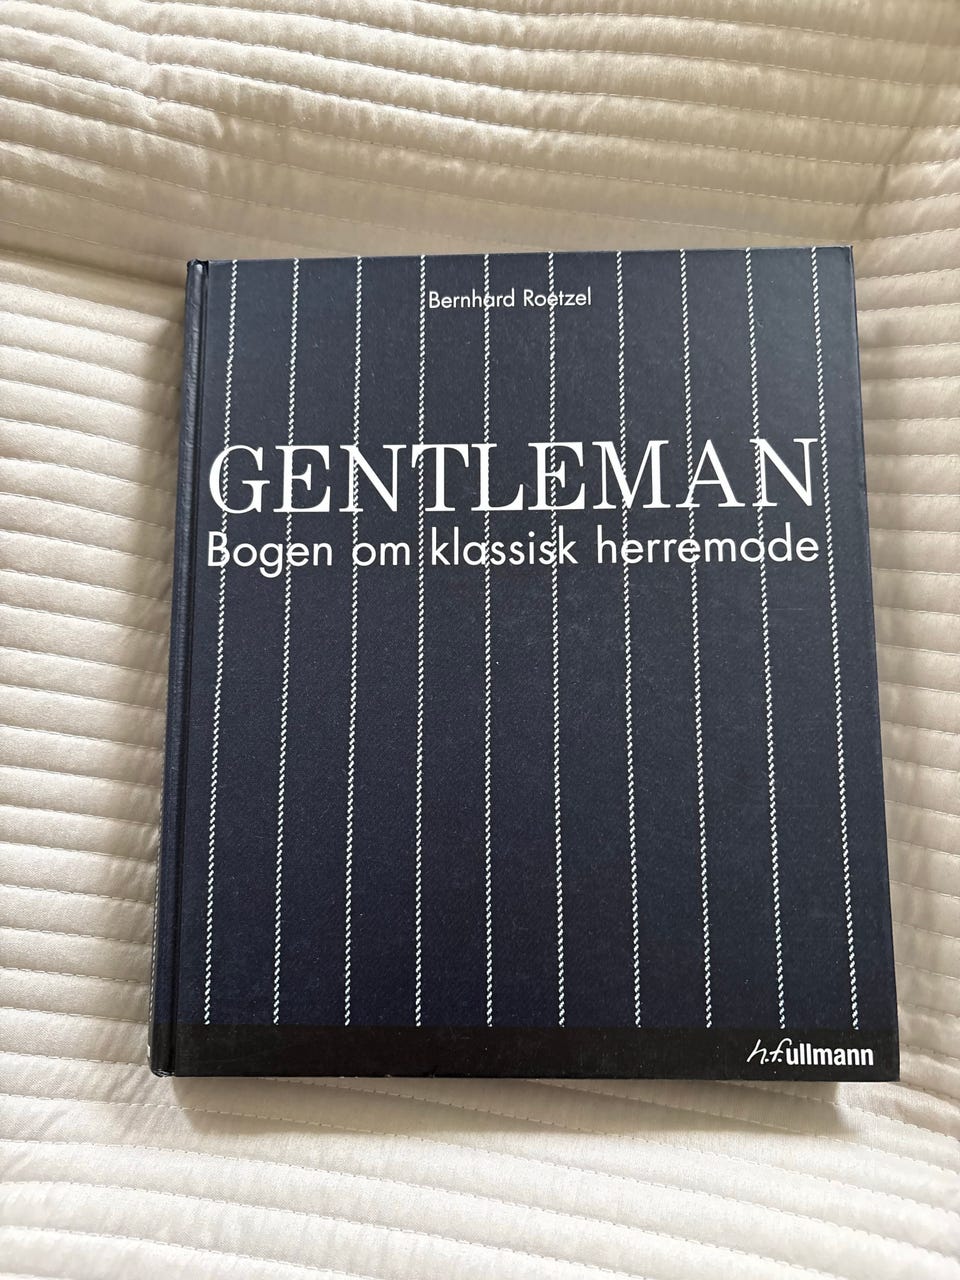 Bernhard Roetzel
GENTLEMAN
Bogen om klassisk herremode
h.f.ullmann